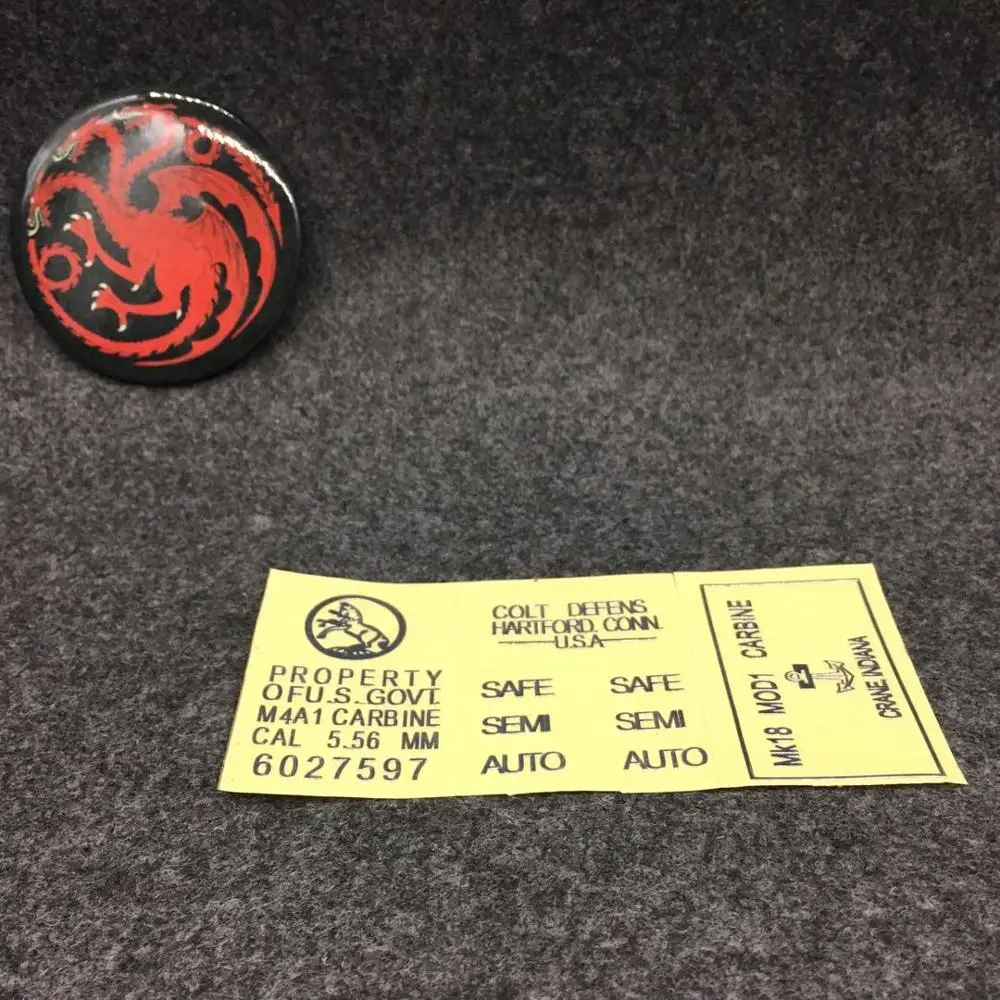 PROPERTY
OF U.S. GOVT.
M4A1 CARBINE
CAL 5.56 MM
6027597
COLT DEFENS
HARTFORD. CONN.
U.S.A
SAFE SAFE
SEMI SEMI
AUTO AUTO
Mk18 MOD1 CARBINE
CRANE INDIANA